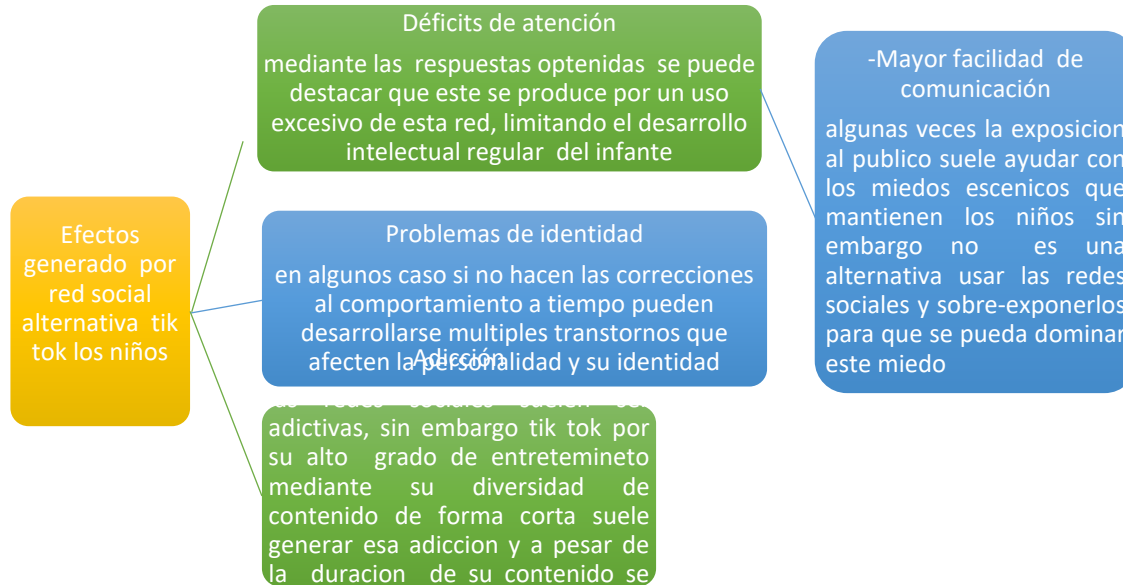 Efectos
generado por
red social
alternativa tik
tok los niños
Déficits de atención
mediante las respuestas optenidas se puede
destacar que este se produce por un uso
excesivo de esta red, limitando el desarrollo
intelectual regular del infante
Problemas de identidad
en algunos caso si no hacen las correcciones
al comportamiento a tiempo pueden
desarrollarse multiples transtornos que
afecten la personalidad y su identidad
Adicción
redes sociales suelen
adictivas, sin embargo tik tok por
su alto grado de entretemineto
mediante su diversidad de
contenido de forma corta suele
generar esa adiccion y a pesar de
la duracion de su contenido se
-Mayor facilidad de
comunicación
algunas veces la exposicion
al publico suele ayudar con
los miedos escenicos que
mantienen los niños sin
embargo no es una
alternativa usar las redes
sociales y sobre-exponerlos
para que se pueda dominar
este miedo